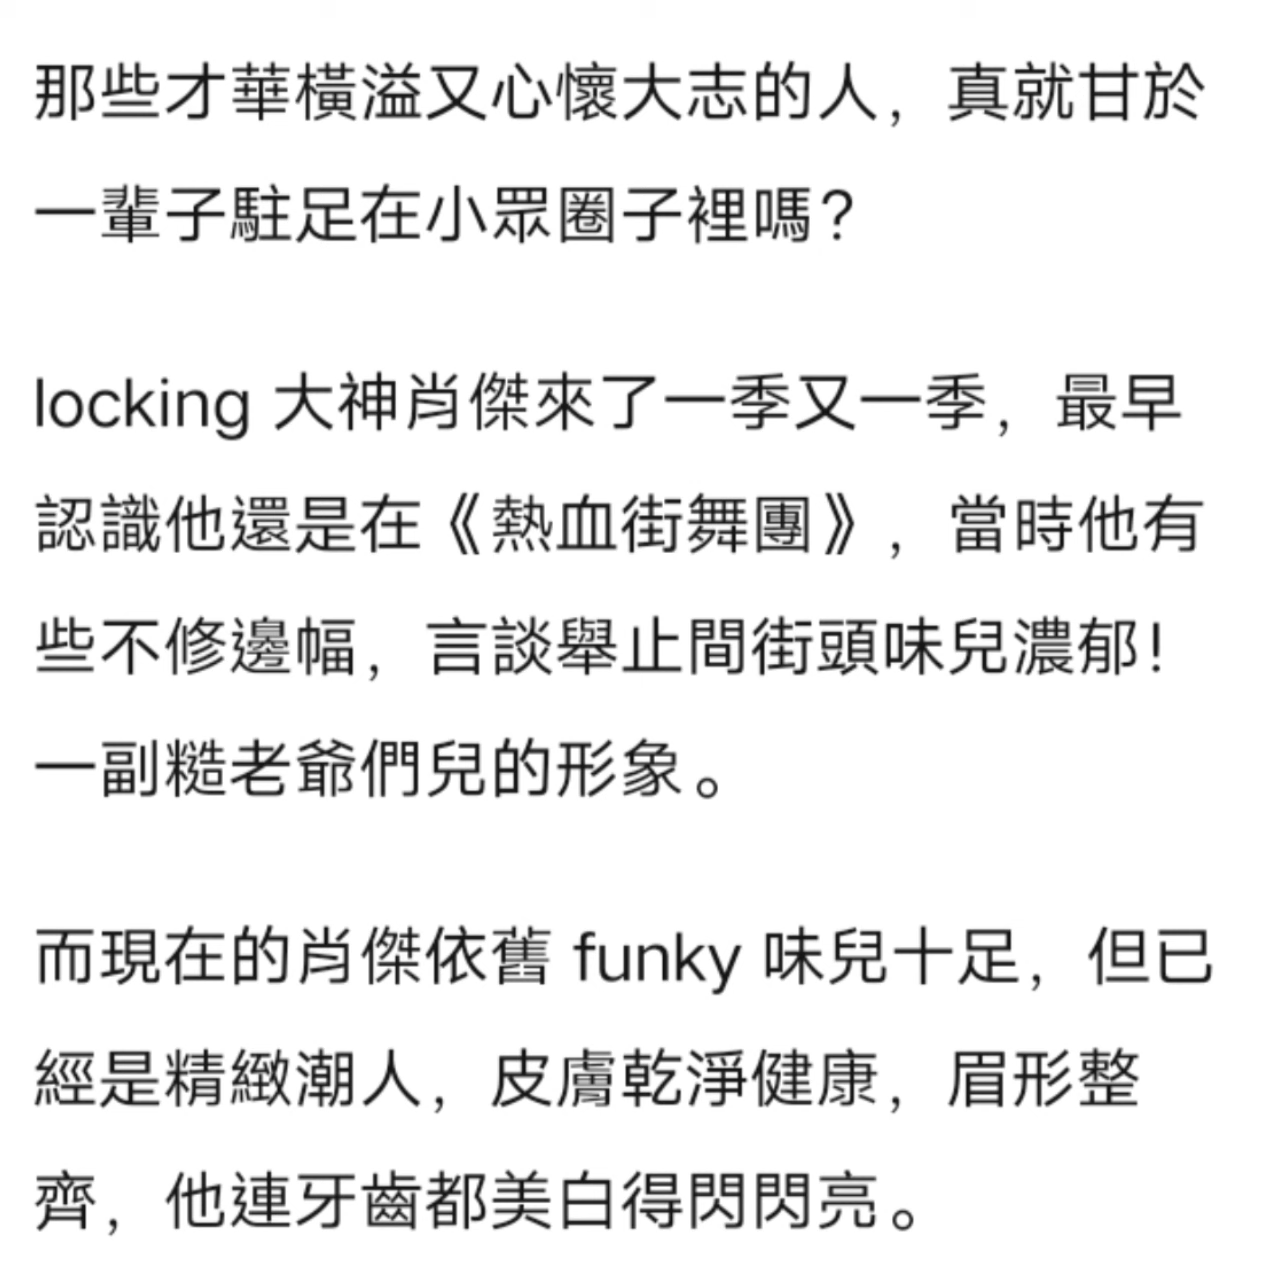 那些才華橫溢又心懷大志的人，真就甘於
一輩子駐足在小眾圈子裡嗎？
locking 大神肖傑來了一季又一季，最早
認識他還是在《熱血街舞團》，當時他有
些不修邊幅，言談舉止間街頭味兒濃郁！
一副糙老爺們兒的形象。
而現在的肖傑依舊 funky 味兒十足，但已
經是精緻潮人，皮膚乾淨健康，眉形整
齊，他連牙齒都美白得閃閃亮。